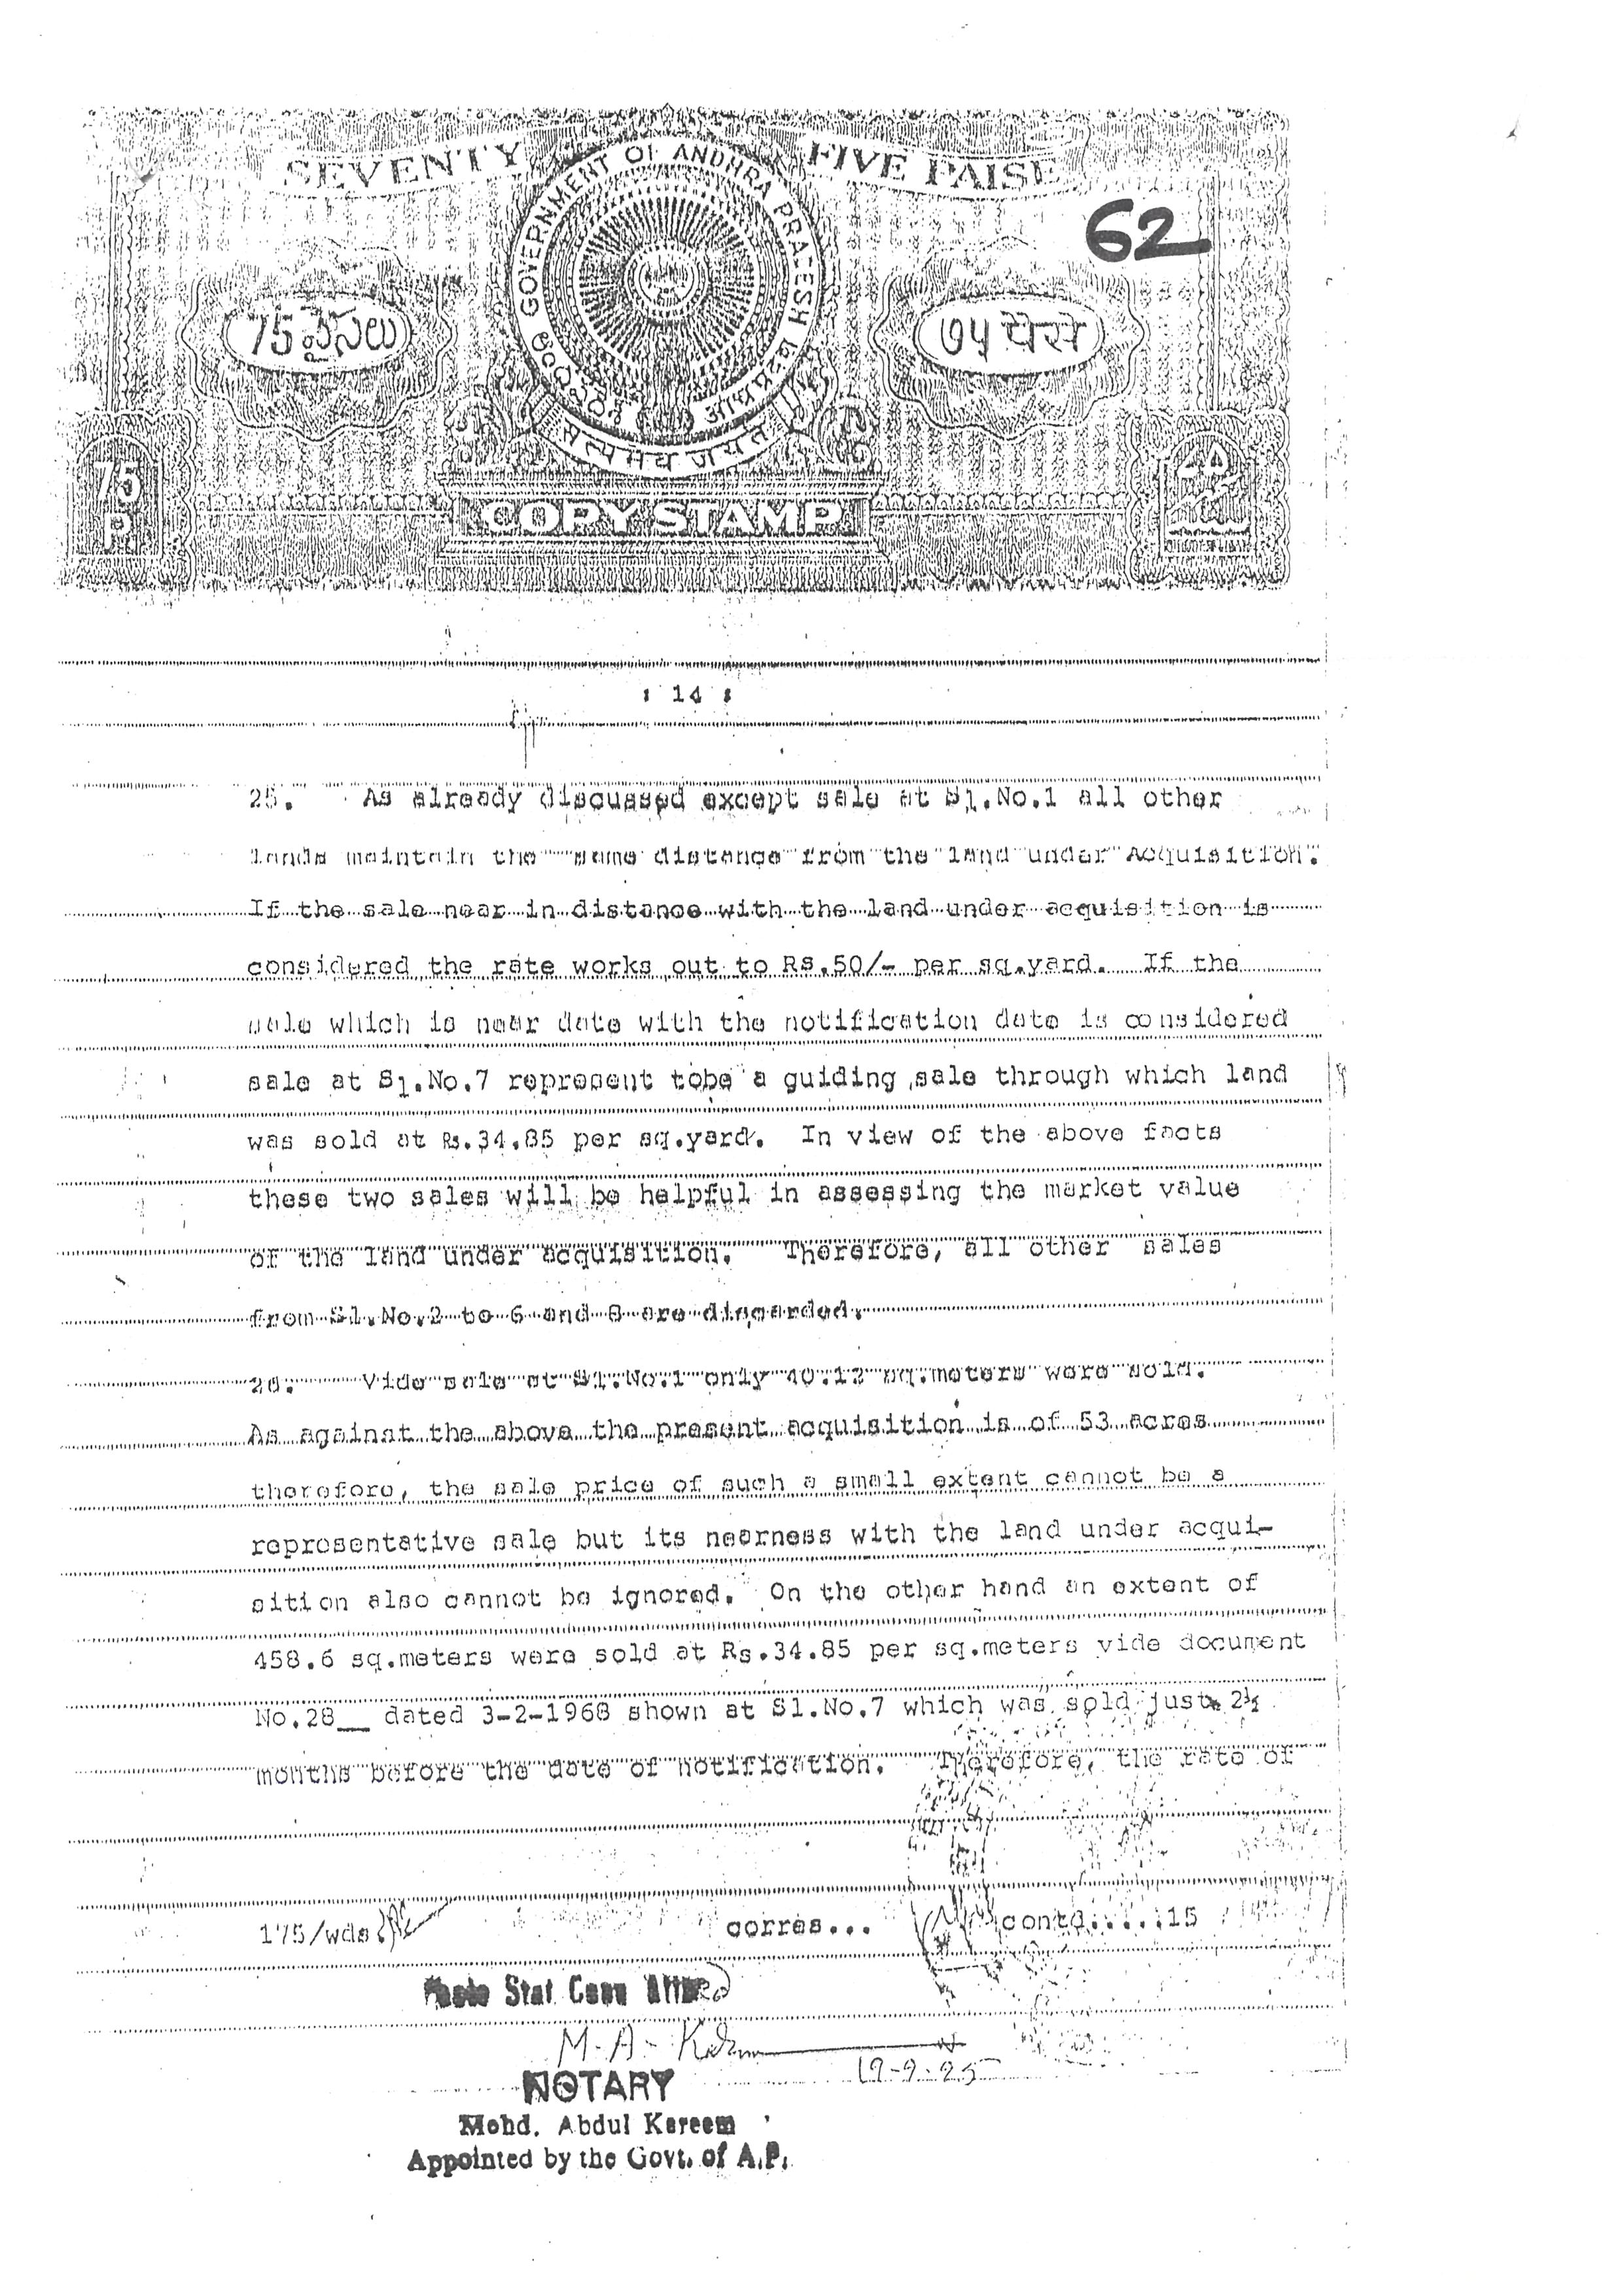 SEVENTY FIVE PAISE
GOVERNMENT OF ANDHRA PRADESH
62
75 పైసలు
७५ पैसे
सत्यमेव जयते
75
P
COPY STAMP
: 14 :
25. As already discussed except sale at Sl.No.1 all other
lands maintain the same distance from the land under Acquisition.
If the sale near in distance with the land under acquisition is
considered the rate works out to Rs.50/- per sq.yard. If the
sale which is near date with the notification date is considered
sale at Sl.No.7 represent tobe a guiding sale through which land
was sold at Rs.34.85 per sq.yard. In view of the above facts
these two sales will be helpful in assessing the market value
of the land under acquisition. Therefore, all other sales
from Sl.No.2 to 6 and 8 are discarded.
26. Vide sale at Sl.No.1 only 40.12 sq.meters were sold.
As against the above the present acquisition is of 53 acres
therefore, the sale price of such a small extent cannot be a
representative sale but its nearness with the land under acqui-
sition also cannot be ignored. On the other hand an extent of
458.6 sq.meters were sold at Rs.34.85 per sq.meters vide document
No.28__ dated 3-2-1968 shown at Sl.No.7 which was sold just 2½
months before the date of notification. Therefore, the rate of
175/wds
corres...
contd....15
Stat
M. A.
NOTARY
Mohd. Abdul Kareem
Appointed by the Govt. of A.P.